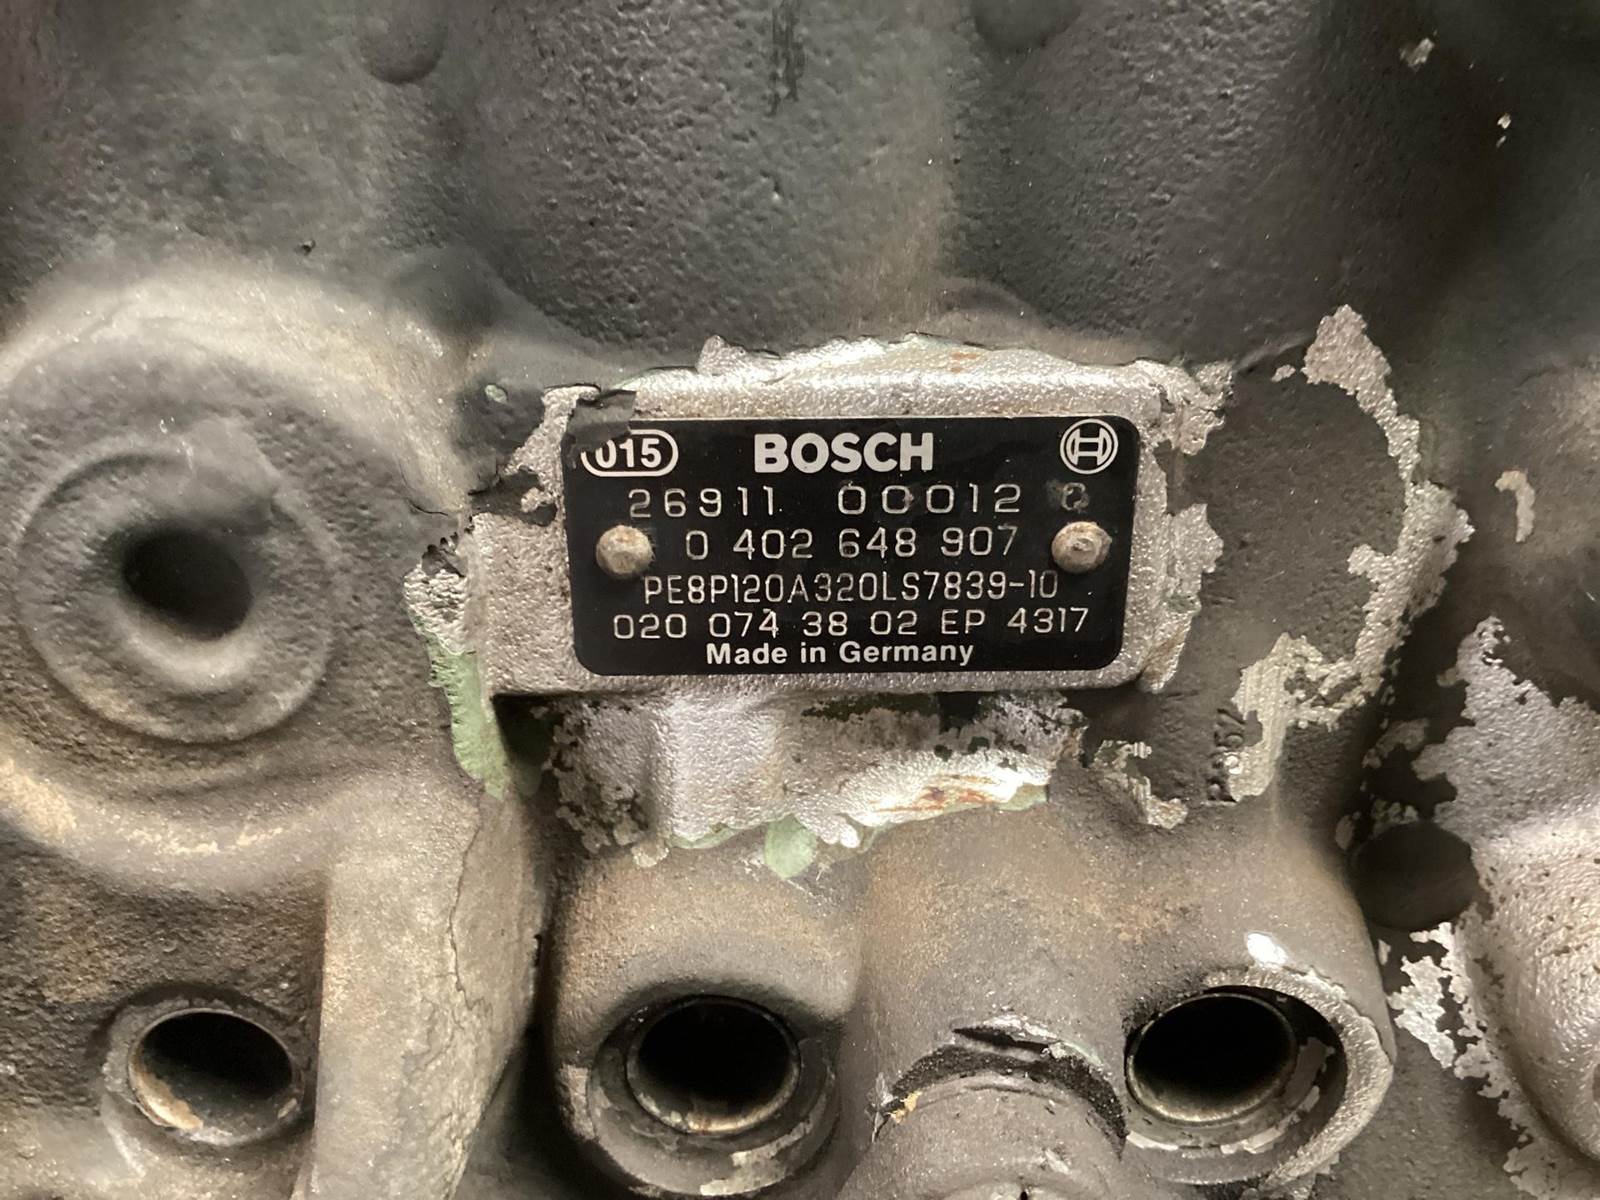 015 BOSCH
26911 00012
0 402 648 907
PE8P120A320LS7839-10
020 074 38 02 EP 4317
Made in Germany